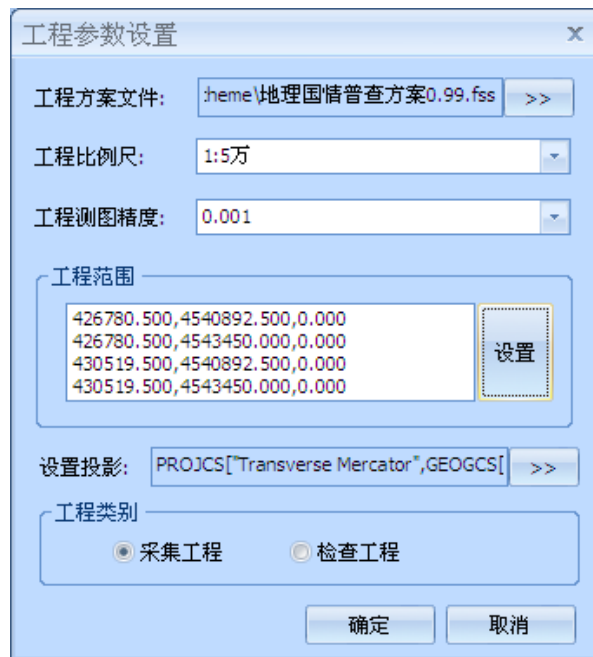 工程参数设置 x
工程方案文件: :heme\地理国情普查方案0.99.fss >>
工程比例尺: 1:5万
工程测图精度: 0.001
工程范围
426780.500,4540892.500,0.000
426780.500,4543450.000,0.000
430519.500,4540892.500,0.000
430519.500,4543450.000,0.000
设置
设置投影: PROJCS["Transverse Mercator",GEOGCS[ >>
工程类别
采集工程 检查工程
确定 取消